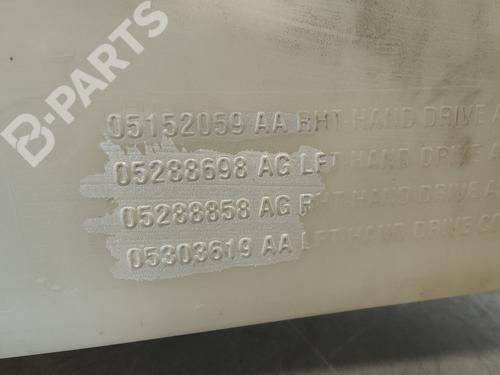 B-PARTS
05152059 AA RHT HAND DRIVE
05288698 AG LFT HAND DRIVE
05288858 AG RHT HAND DRIVE
05303619 AA LFT HAND DRIVE